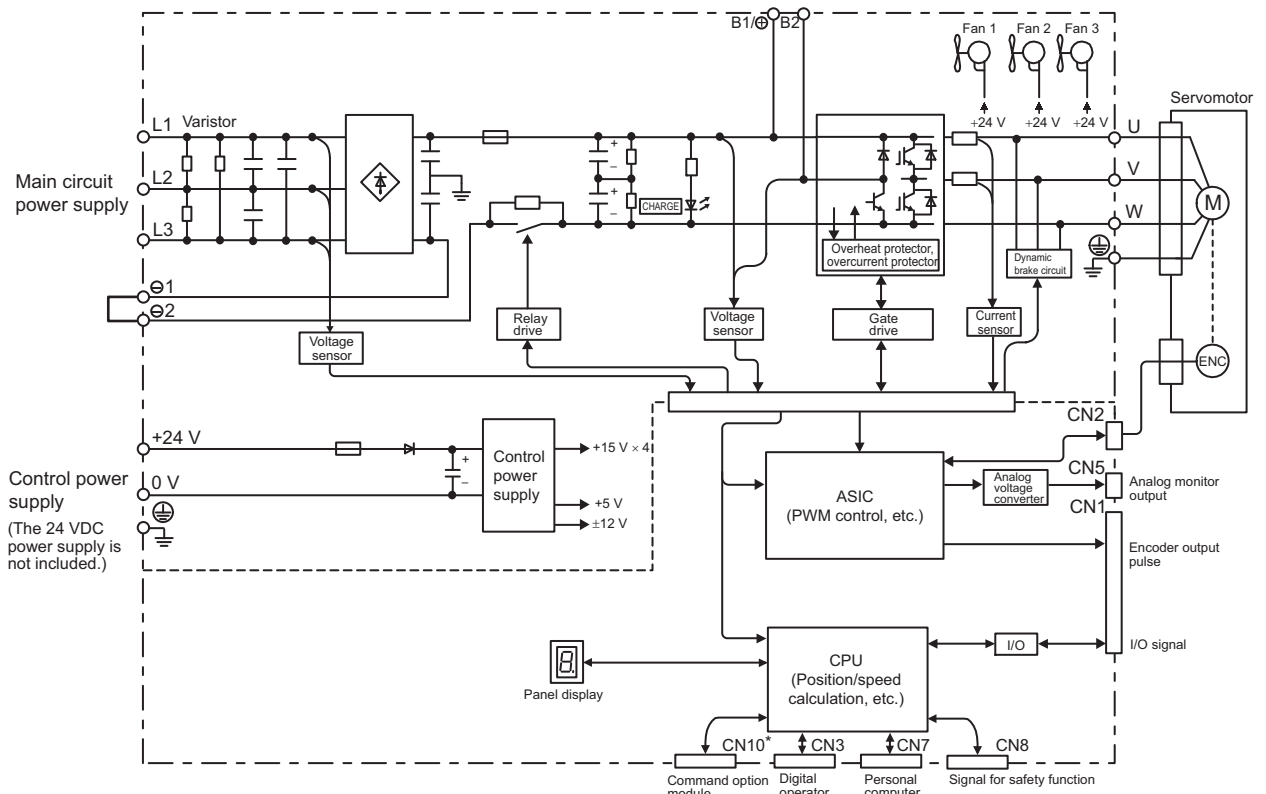 B1/⊕ B2
Fan 1 Fan 2 Fan 3
+24 V +24 V +24 V
Servomotor
Varistor
L1
L2
L3
Main circuit
power supply
U
V
W
M
+
–
+
–
CHARGE
Overheat protector,
overcurrent protector
Dynamic
brake circuit
⊖1
⊖2
Voltage
sensor
Relay
drive
Voltage
sensor
Gate
drive
Current
sensor
ENC
CN2
+24 V
0 V
Control power
supply
(The 24 VDC
power supply is
not included.)
+
–
Control
power
supply
+15 V × 4
+5 V
±12 V
ASIC
(PWM control, etc.)
Analog
voltage
converter
CN5
Analog monitor
output
CN1
Encoder output
pulse
I/O
I/O signal
CPU
(Position/speed
calculation, etc.)
8.
Panel display
CN10*
CN3
CN7
CN8
Command option
module
Digital
operator
Personal
computer
Signal for safety function